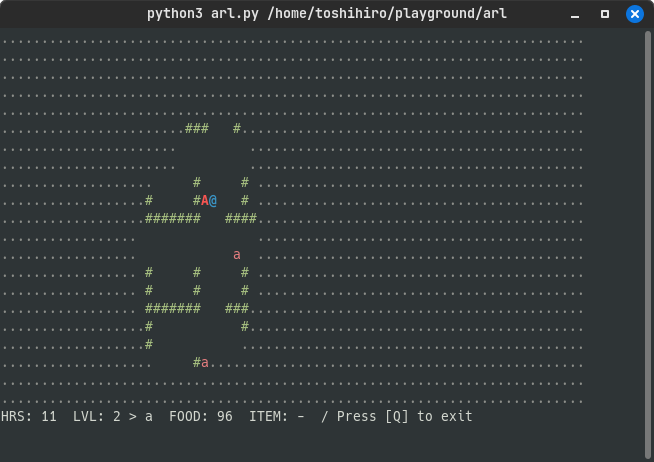 python3 arl.py /home/toshihiro/playground/arl
.........................................................................
.........................................................................
.........................................................................
.........................................................................
.........................................................................
.......................###   #...........................................
......................         ..........................................
......................         ..........................................
..................      #     # .........................................
..................#     #A@   # .........................................
..................#######   ####.........................................
.................               .........................................
.................            a  .........................................
................. #     #     # .........................................
................. #     #     # .........................................
................. #######   ###..........................................
..................#           #..........................................
..................#            ..........................................
...................     #a...............................................
.........................................................................
.........................................................................
HRS: 11  LVL: 2 > a  FOOD: 96  ITEM: -  / Press [Q] to exit